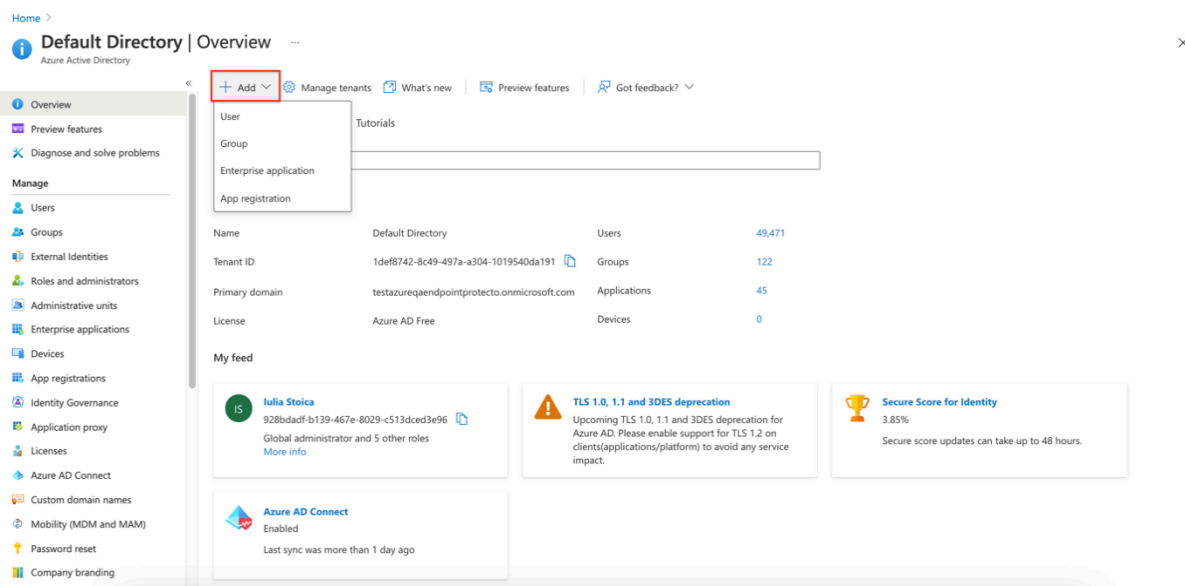 Home
Default Directory | Overview ...
Azure Active Directory
«
Add
Manage tenants
What's new
Preview features
Got feedback?
Overview
Preview features
Diagnose and solve problems
Manage
Users
Groups
External Identities
Roles and administrators
Administrative units
Enterprise applications
Devices
App registrations
Identity Governance
Application proxy
Licenses
Azure AD Connect
Custom domain names
Mobility (MDM and MAM)
Password reset
Company branding
User
Group
Enterprise application
App registration
Tutorials
Name Default Directory Users 49,471
Tenant ID 1def8742-8c49-497a-a304-1019540da191 Groups 122
Primary domain testazureqaendpointprotecto.onmicrosoft.com Applications 45
License Azure AD Free Devices 0
My feed
IS
Iulia Stoica
928bdadf-b139-467e-8029-c513dced3e96
Global administrator and 5 other roles
More info
TLS 1.0, 1.1 and 3DES deprecation
Upcoming TLS 1.0, 1.1 and 3DES deprecation for
Azure AD. Please enable support for TLS 1.2 on
clients(applications/platform) to avoid any service
impact.
Secure Score for Identity
3.85%
Secure score updates can take up to 48 hours.
Azure AD Connect
Enabled
Last sync was more than 1 day ago